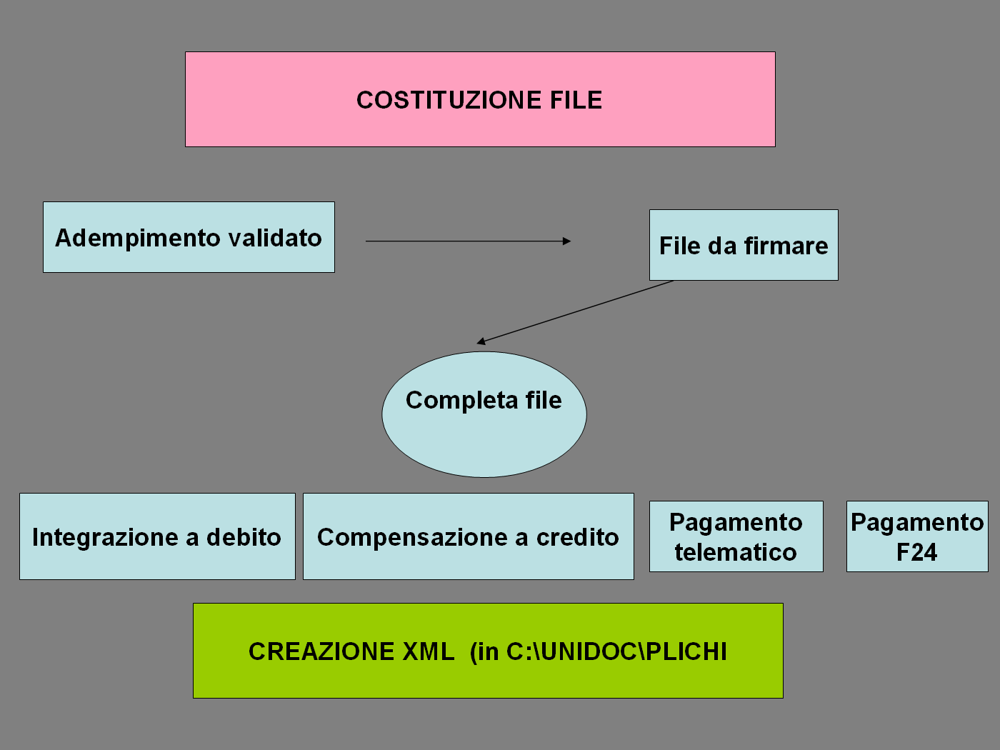 COSTITUZIONE FILE
Adempimento validato
File da firmare
Completa file
Integrazione a debito
Compensazione a credito
Pagamento
telematico
Pagamento
F24
CREAZIONE XML  (in C:\UNIDOC\PLICHI